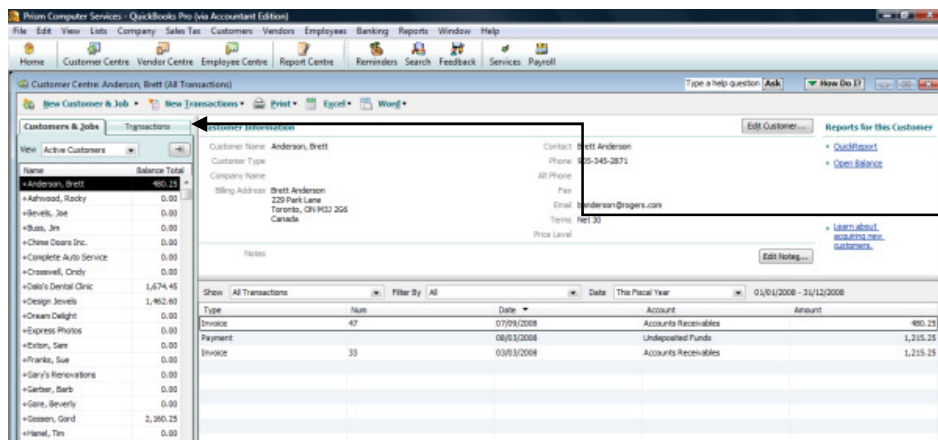 Prism Computer Services - QuickBooks Pro (via Accountant Edition)
File Edit View Lists Company Sales Tax Customers Vendors Employees Banking Reports Window Help
Home Customer Centre Vendor Centre Employee Centre Report Centre Reminders Search Feedback Services Payroll
Customer Centre: Anderson, Brett (All Transactions) Type a help question Ask How Do I?
New Customer & Job New Transactions Print Excel Word
Customers & Jobs Transactions Customer Information Edit Customer... Reports for this Customer
View Active Customers
Customer Name Anderson, Brett Contact Brett Anderson QuickReport
Customer Type Phone 905-345-2871 Open Balance
Company Name Alt Phone
Billing Address Brett Anderson Fax
229 Park Lane
Toronto, ON M3J 2G6 Email banderson@rogers.com
Canada Terms Net 30
Price Level
Learn about acquiring new customers.
Notes Edit Notes...
Name Balance Total
Anderson, Brett 480.25
Ashwood, Rocky 0.00
Bevels, Joe 0.00
Buss, Jim 0.00
Chime Doors Inc. 0.00
Complete Auto Service 0.00
Crosswell, Cindy 0.00
Dalo's Dental Clinic 1,674.45
Design Jewels 1,462.60
Dream Delight 0.00
Express Photos 0.00
Exton, Sam 0.00
Franks, Sue 0.00
Gary's Renovations 0.00
Gerber, Barb 0.00
Gore, Beverly 0.00
Gossen, Gord 2,160.25
Hanel, Tim 0.00
Show All Transactions Filter By All Date This Fiscal Year 01/01/2008 - 31/12/2008
Type Num Date Account Amount
Invoice 47 07/09/2008 Accounts Receivables 480.25
Payment 08/03/2008 Undeposited Funds 1,215.25
Invoice 33 03/03/2008 Accounts Receivables 1,215.25